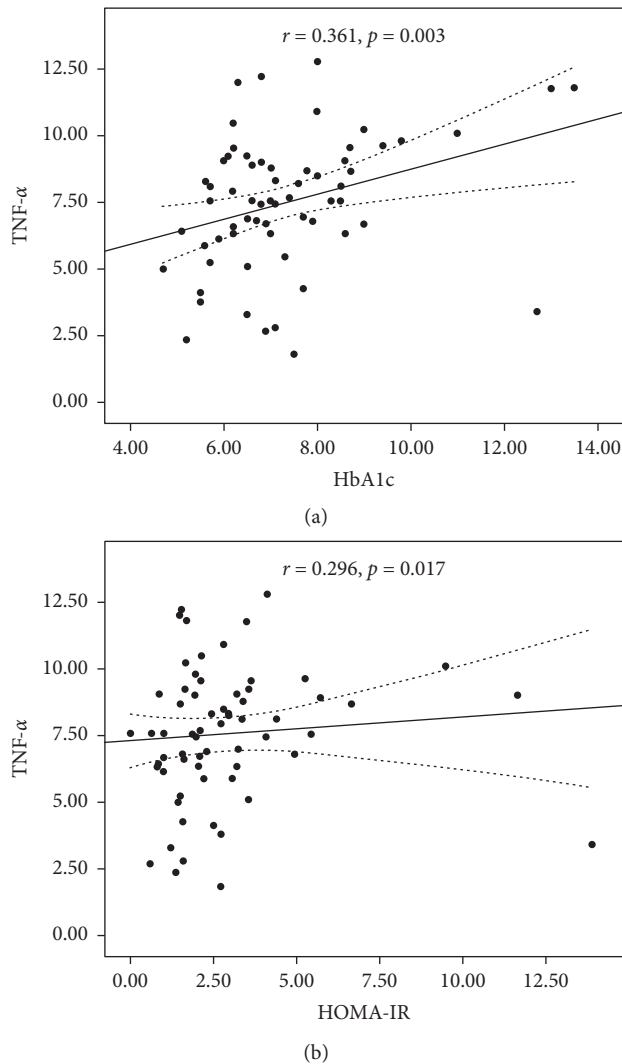 r = 0.361, p = 0.003
12.50
10.00
7.50
5.00
2.50
0.00
TNF-α
4.00 6.00 8.00 10.00 12.00 14.00
HbA1c
(a)
r = 0.296, p = 0.017
12.50
10.00
7.50
5.00
2.50
0.00
TNF-α
0.00 2.50 5.00 7.50 10.00 12.50
HOMA-IR
(b)